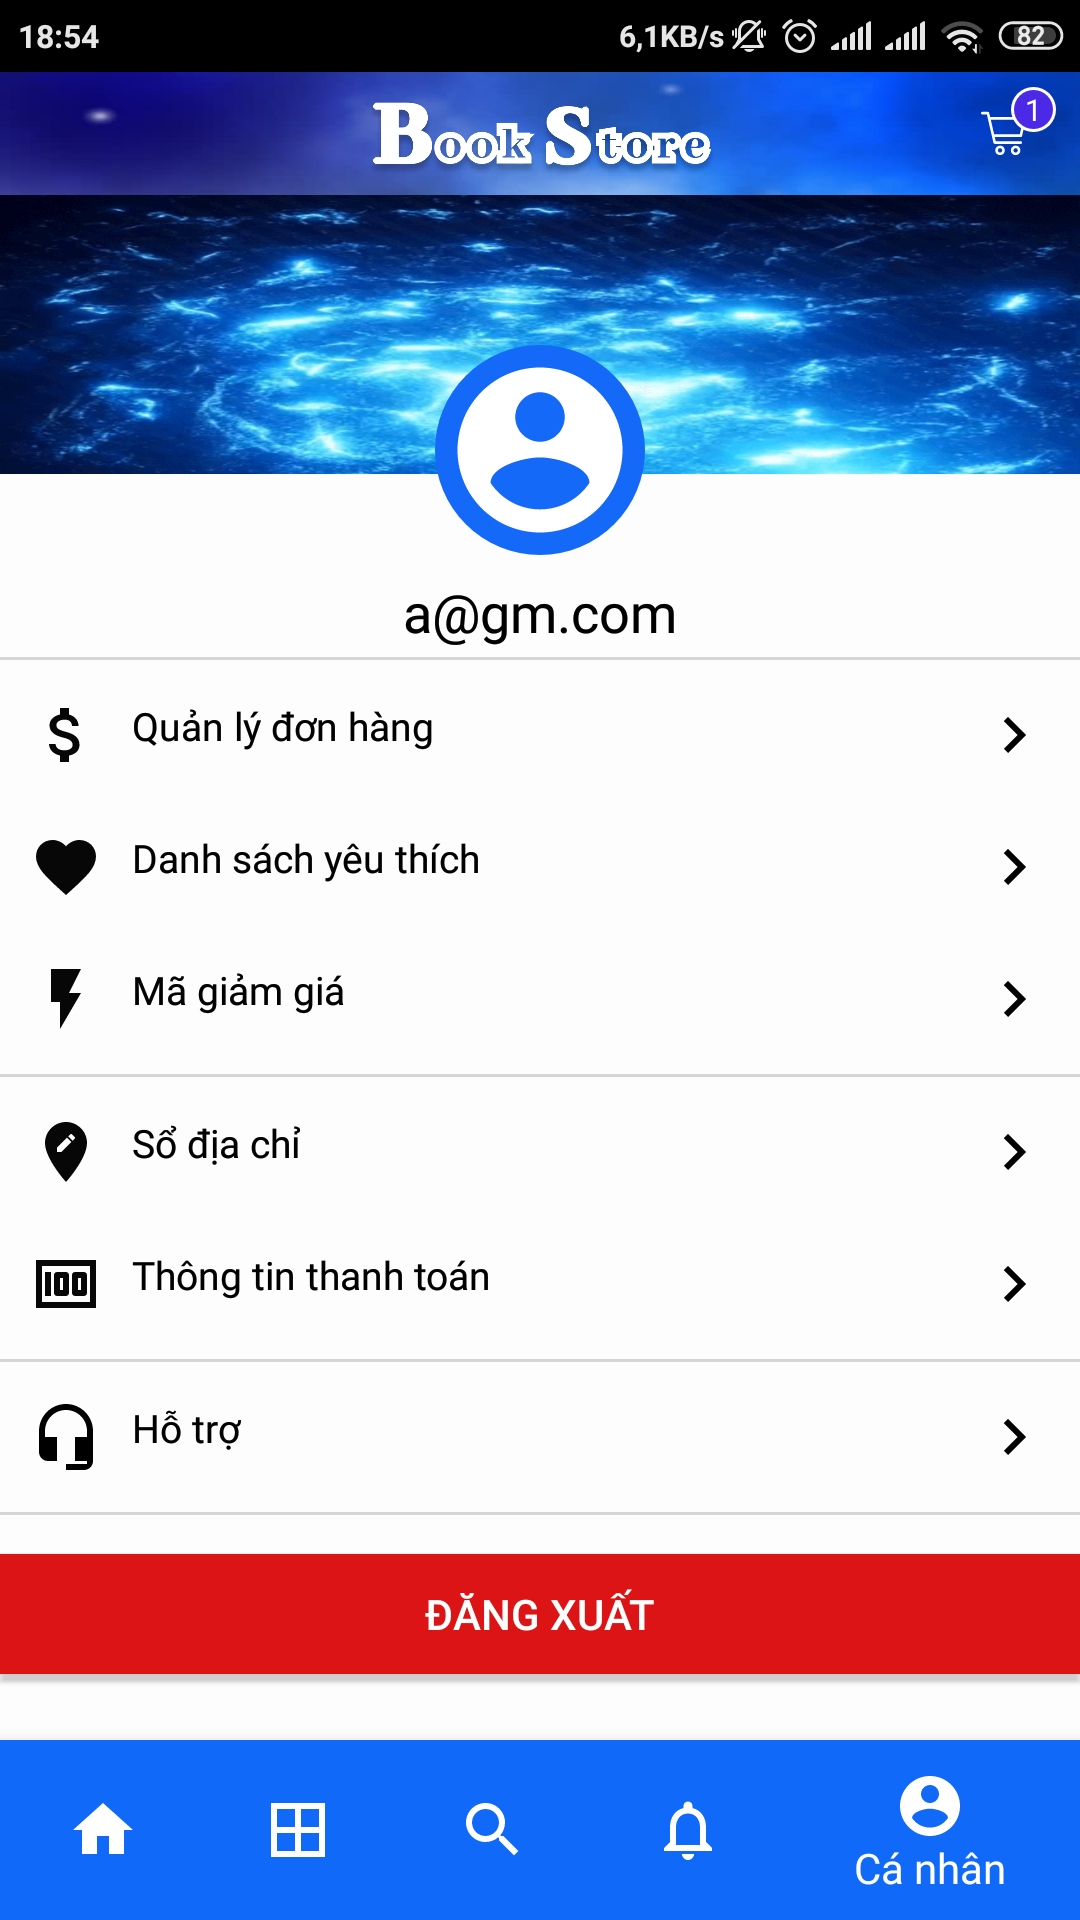 18:54
6,1KB/s
82
Book Store
1
a@gm.com
Quản lý đơn hàng
Danh sách yêu thích
Mã giảm giá
Sổ địa chỉ
100
Thông tin thanh toán
Hỗ trợ
ĐĂNG XUẤT
Cá nhân